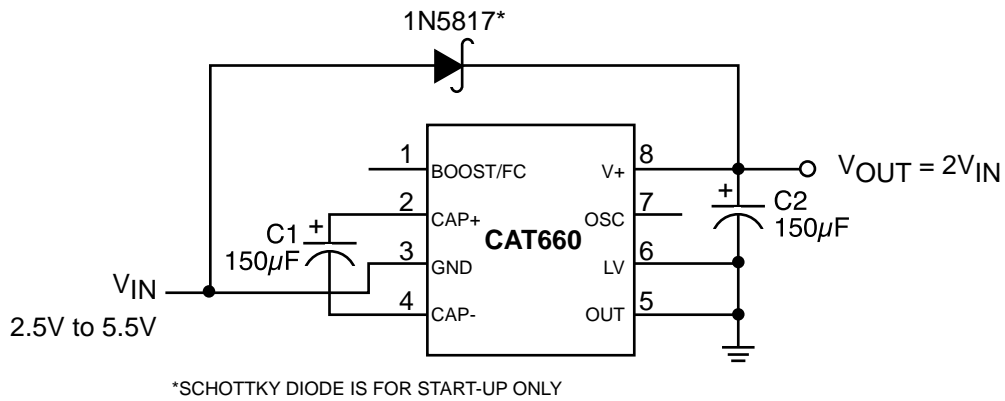 1N5817*
1 BOOST/FC
V+ 8
VOUT = 2VIN
+
C2
150µF
2 CAP+
OSC 7
+
C1
150µF
CAT660
3 GND
LV 6
VIN
4 CAP-
OUT 5
2.5V to 5.5V
*SCHOTTKY DIODE IS FOR START-UP ONLY